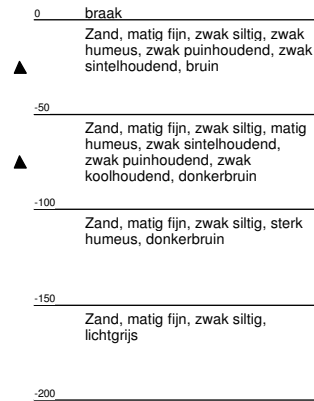 0 braak
Zand, matig fijn, zwak siltig, zwak
humeus, zwak puinhoudend, zwak
sintelhoudend, bruin
-50
Zand, matig fijn, zwak siltig, matig
humeus, zwak sintelhoudend,
zwak puinhoudend, zwak
koolhoudend, donkerbruin
-100
Zand, matig fijn, zwak siltig, sterk
humeus, donkerbruin
-150
Zand, matig fijn, zwak siltig,
lichtgrijs
-200